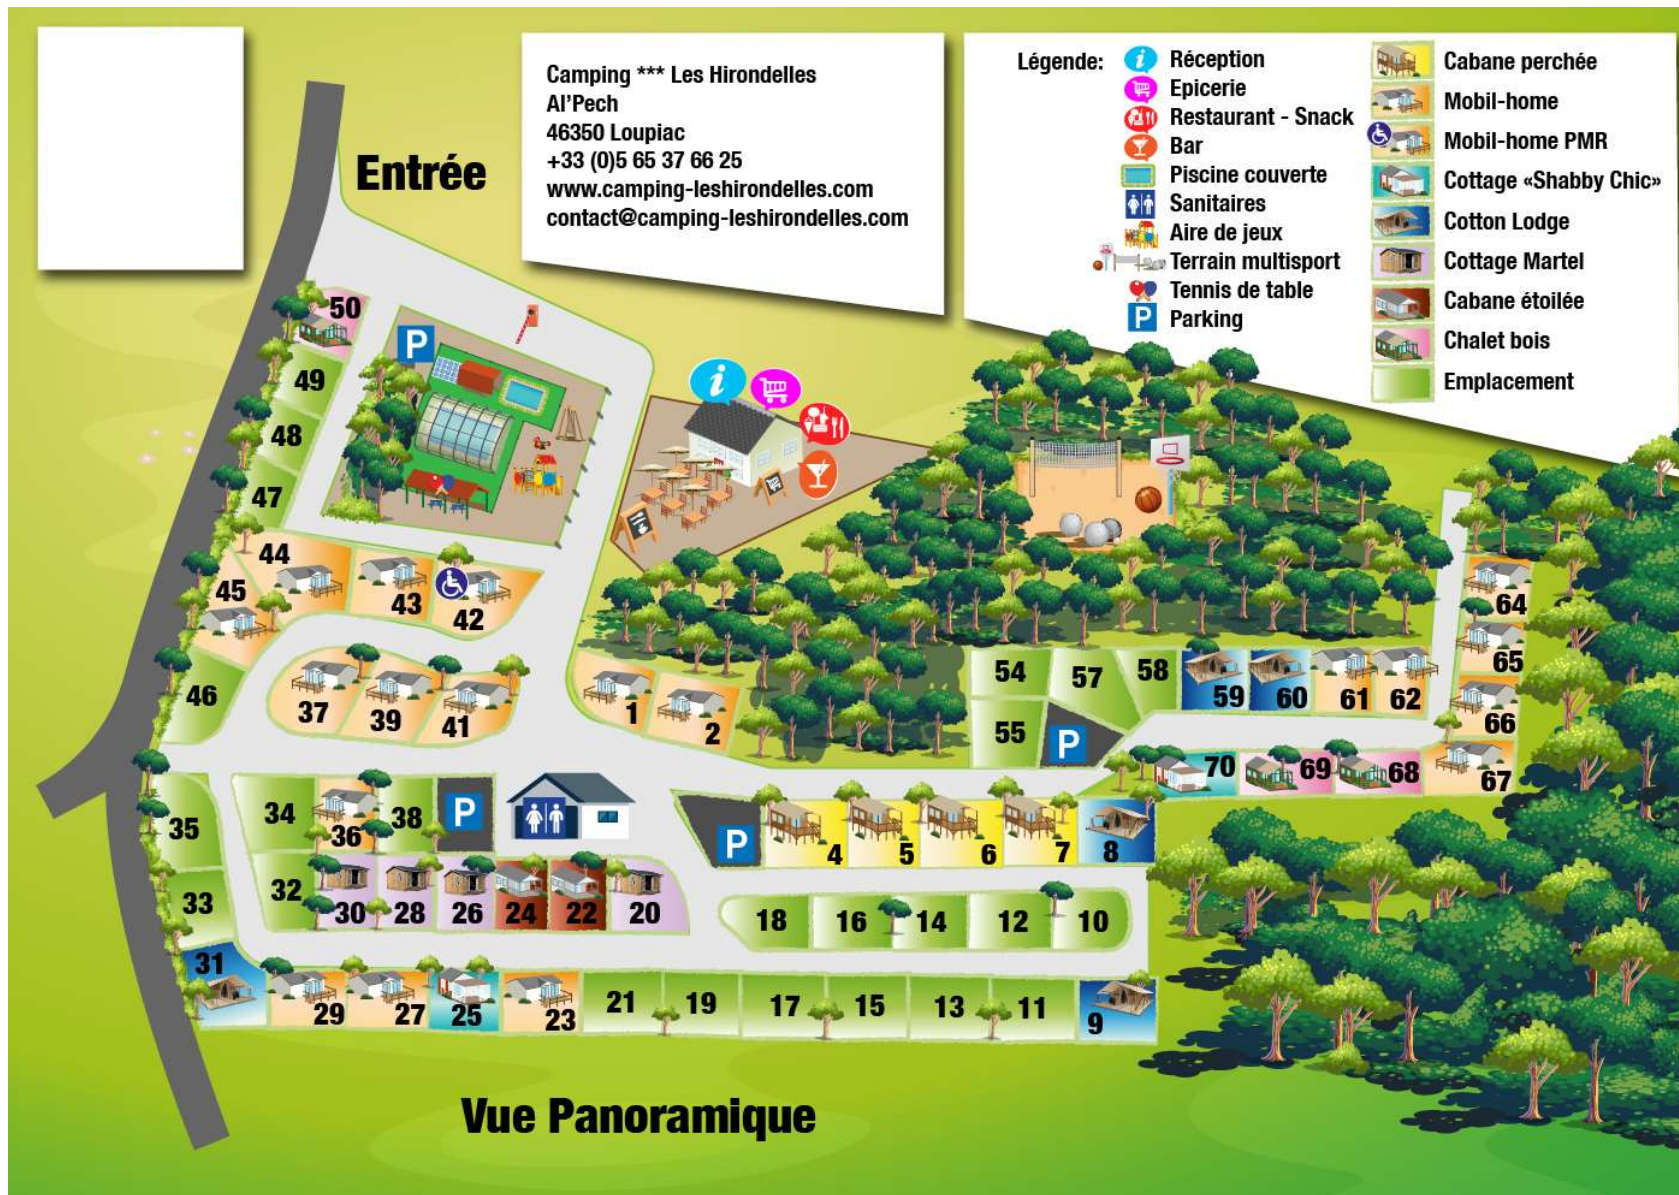 Camping *** Les Hirondelles
Al'Pech
46350 Loupiac
+33 (0)5 65 37 66 25
www.camping-leshirondelles.com
contact@camping-leshirondelles.com
Légende:
Réception
Epicerie
Restaurant - Snack
Bar
Piscine couverte
Sanitaires
Aire de jeux
Terrain multisport
Tennis de table
P Parking
Cabane perchée
Mobil-home
Mobil-home PMR
Cottage «Shabby Chic»
Cotton Lodge
Cottage Martel
Cabane étoilée
Chalet bois
Emplacement
Entrée
50
P
i
49
48
47
44
45
43
42
64
65
46
37
39
41
1
2
54
57
58
59
60
61
62
66
55
P
70
69
68
67
35
34
36
38
P
P
4
5
6
7
8
33
32
30
28
26
24
22
20
18
16
14
12
10
31
29
27
25
23
21
19
17
15
13
11
9
Vue Panoramique